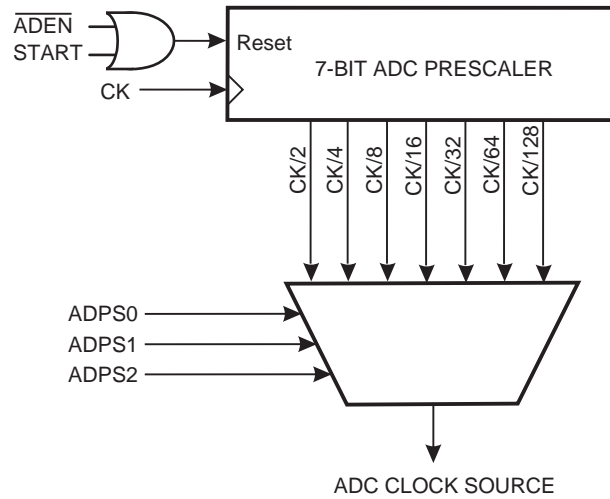 ADEN
START
Reset
7-BIT ADC PRESCALER
CK
CK/2
CK/4
CK/8
CK/16
CK/32
CK/64
CK/128
ADPS0
ADPS1
ADPS2
ADC CLOCK SOURCE